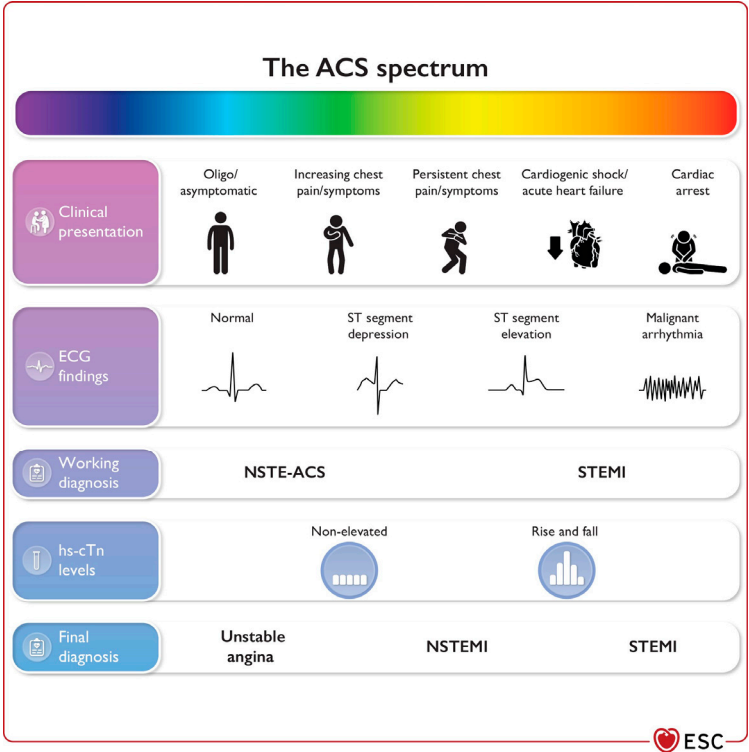 The ACS spectrum
Clinical
presentation
Oligo/
asymptomatic
Increasing chest
pain/symptoms
Persistent chest
pain/symptoms
Cardiogenic shock/
acute heart failure
Cardiac
arrest
ECG
findings
Normal
ST segment
depression
ST segment
elevation
Malignant
arrhythmia
Working
diagnosis
NSTE-ACS
STEMI
hs-cTn
levels
Non-elevated
Rise and fall
Final
diagnosis
Unstable
angina
NSTEMI
STEMI
ESC